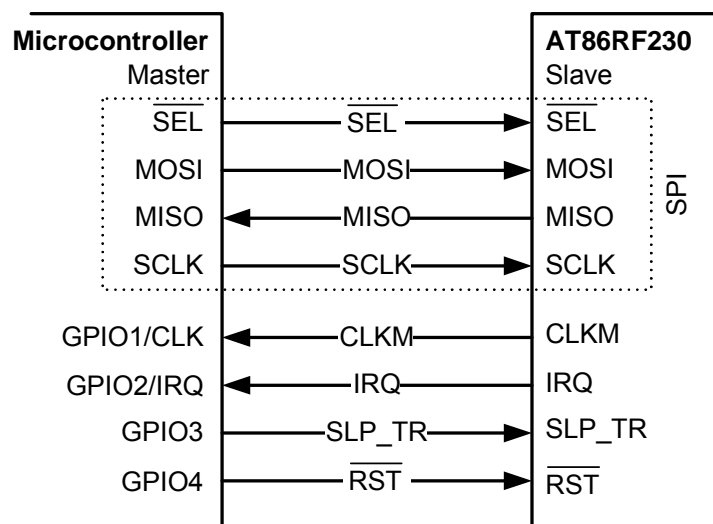 Microcontroller AT86RF230
Master Slave
SEL SEL SEL
MOSI MOSI MOSI
MISO MISO MISO
SCLK SCLK SCLK
SPI
GPIO1/CLK CLKM CLKM
GPIO2/IRQ IRQ IRQ
GPIO3 SLP_TR SLP_TR
GPIO4 RST RST